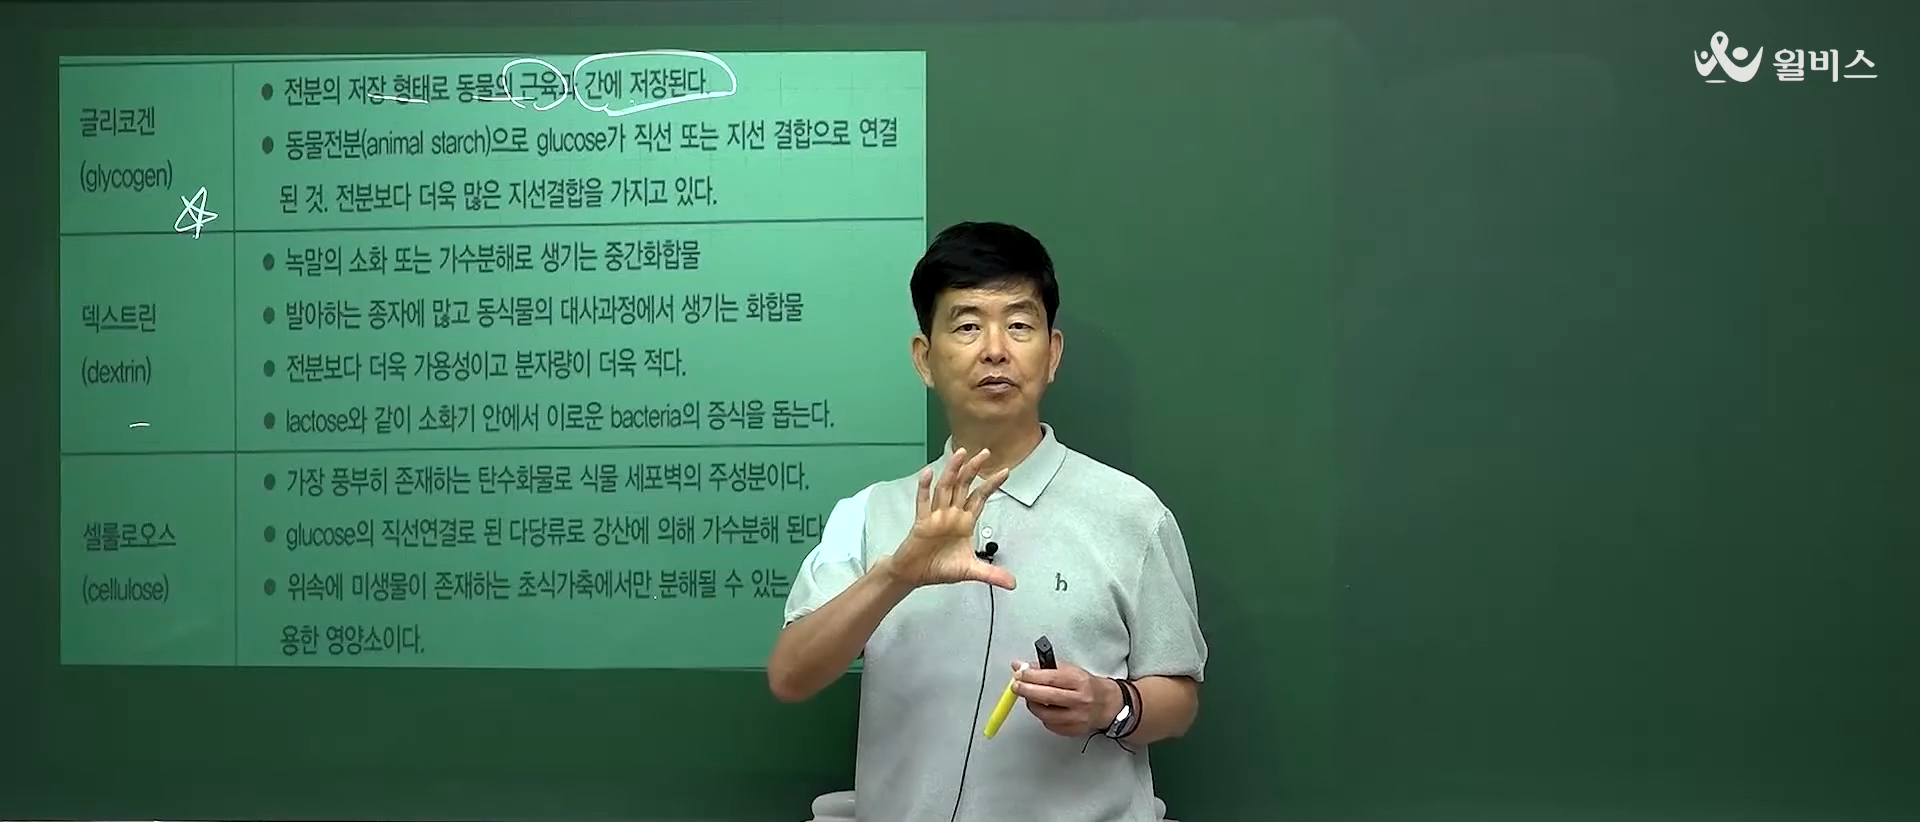 윌비스
글리코겐
(glycogen)
● 전분의 저장 형태로 동물의 근육과 간에 저장된다.
● 동물전분(animal starch)으로 glucose가 직선 또는 지선 결합으로 연결
된 것. 전분보다 더욱 많은 지선결합을 가지고 있다.
덱스트린
(dextrin)
● 녹말의 소화 또는 가수분해로 생기는 중간화합물
● 발아하는 종자에 많고 동식물의 대사과정에서 생기는 화합물
● 전분보다 더욱 가용성이고 분자량이 더욱 적다.
● lactose와 같이 소화기 안에서 이로운 bacteria의 증식을 돕는다.
셀룰로오스
(cellulose)
● 가장 풍부히 존재하는 탄수화물로 식물 세포벽의 주성분이다.
● glucose의 직선연결로 된 다당류로 강산에 의해 가수분해 된다
● 위속에 미생물이 존재하는 초식가축에서만 분해될 수 있는
용한 영양소이다.
h